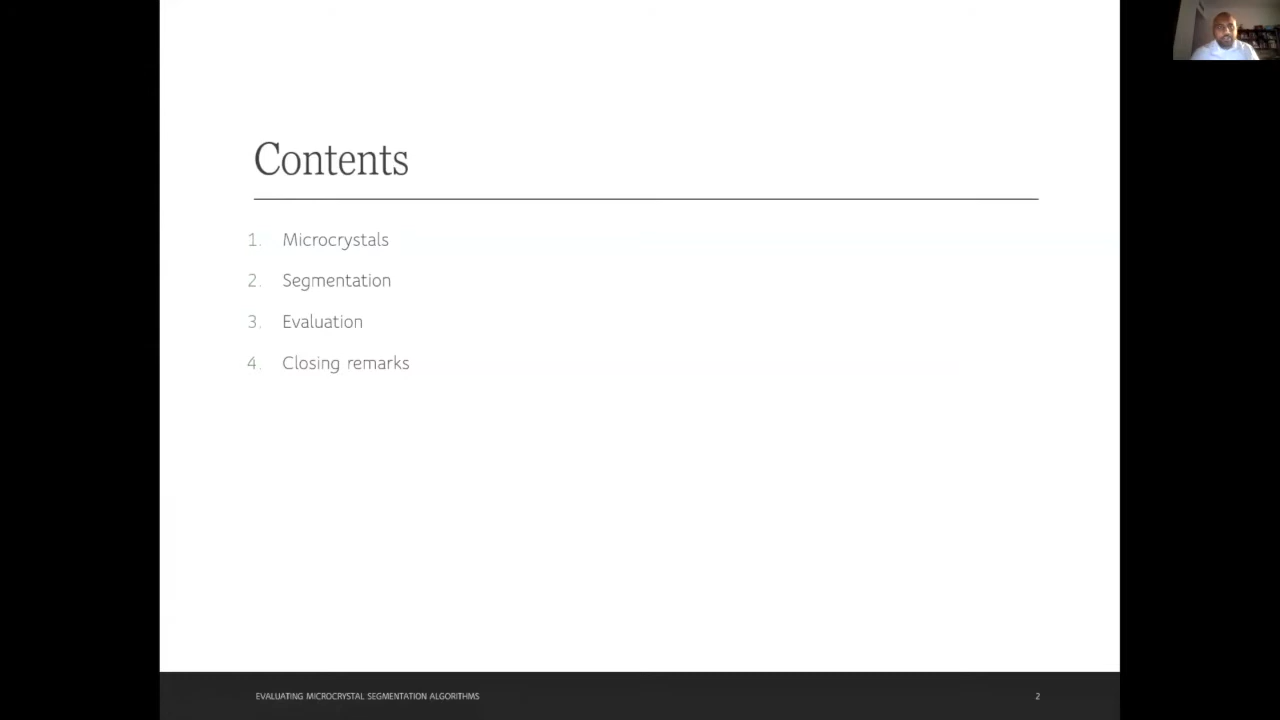 Contents
1. Microcrystals
2. Segmentation
3. Evaluation
4. Closing remarks
EVALUATING MICROCRYSTAL SEGMENTATION ALGORITHMS
2